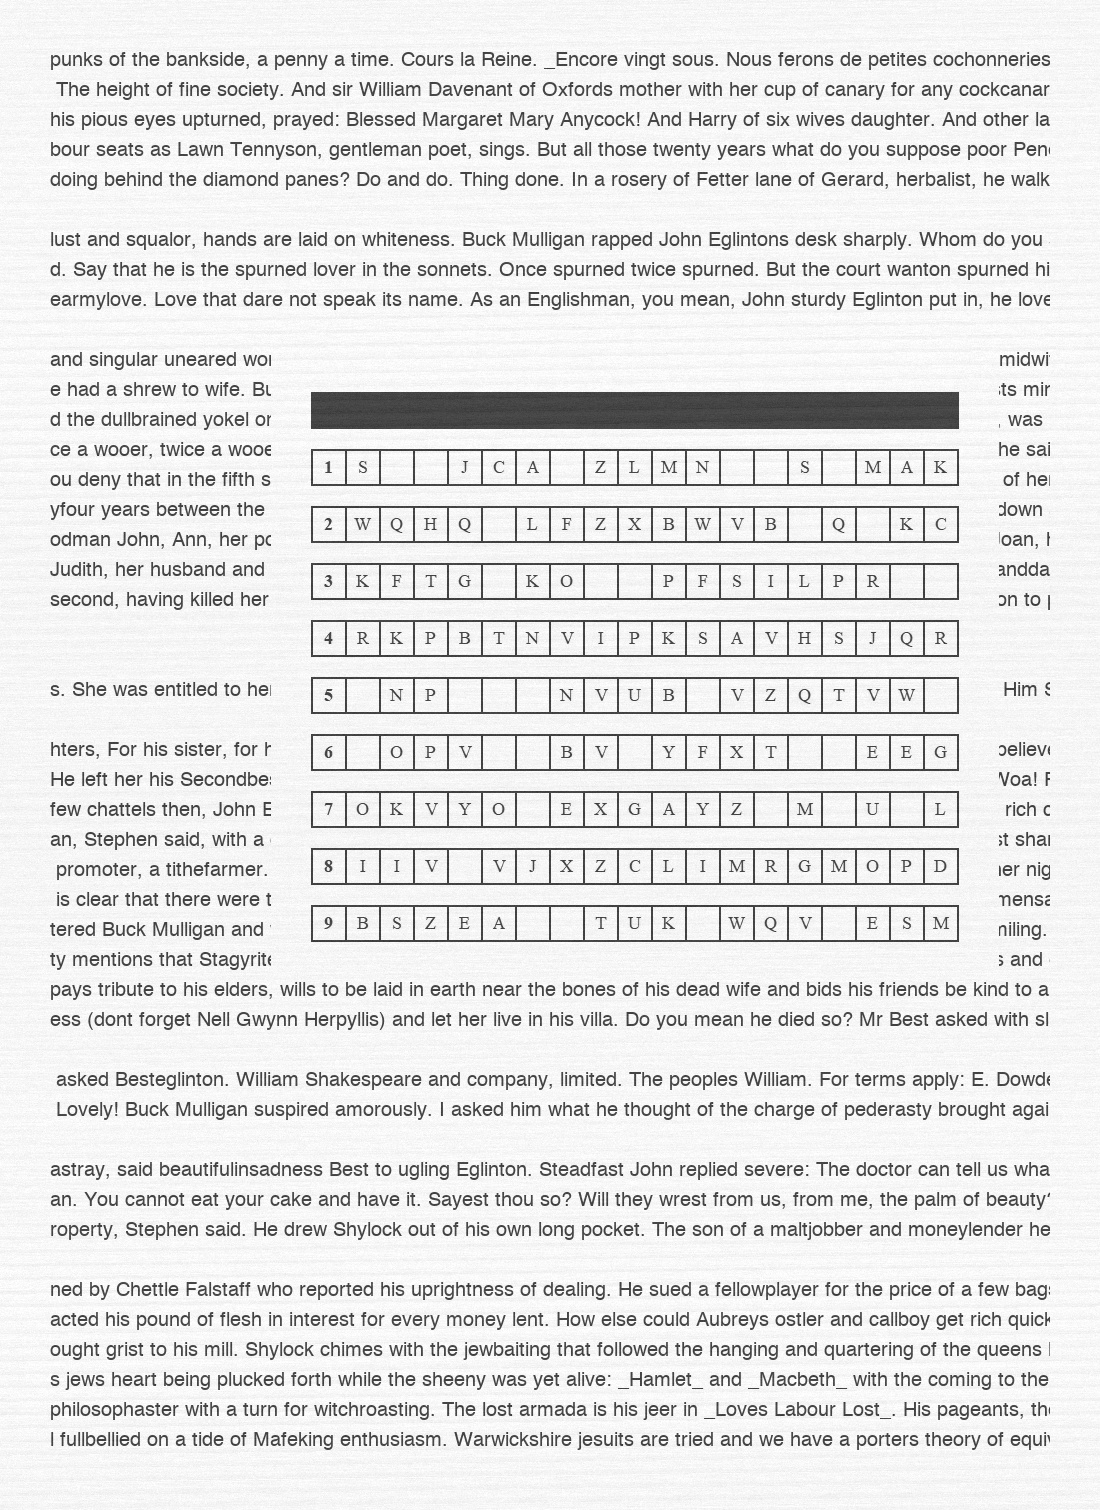 punks of the bankside, a penny a time. Cours la Reine. _Encore vingt sous. Nous ferons de petites cochonneries
The height of fine society. And sir William Davenant of Oxfords mother with her cup of canary for any cockcanar
his pious eyes upturned, prayed: Blessed Margaret Mary Anycock! And Harry of six wives daughter. And other la
bour seats as Lawn Tennyson, gentleman poet, sings. But all those twenty years what do you suppose poor Pen
doing behind the diamond panes? Do and do. Thing done. In a rosery of Fetter lane of Gerard, herbalist, he walk
lust and squalor, hands are laid on whiteness. Buck Mulligan rapped John Eglintons desk sharply. Whom do you
d. Say that he is the spurned lover in the sonnets. Once spurned twice spurned. But the court wanton spurned hi
earmylove. Love that dare not speak its name. As an Englishman, you mean, John sturdy Eglinton put in, he love
and singular uneared wo midwi
e had a shrew to wife. Bu ts mir
d the dullbrained yokel or , was
ce a wooer, twice a wooe he sai
1 S J C A Z L M N S M A K
ou deny that in the fifth s of her
yfour years between the down
2 W Q H Q L F Z X B W V B Q K C
odman John, Ann, her po Joan, h
Judith, her husband and andda
3 K F T G K O P F S I L P R
second, having killed her on to p
4 R K P B T N V I P K S A V H S J Q R
s. She was entitled to her Him S
5 N P N V U B V Z Q T V W
hters, For his sister, for h believe
6 O P V B V Y F X T E E G
He left her his Secondbes Woa! F
few chattels then, John E rich c
7 O K V Y O E X G A Y Z M U L
an, Stephen said, with a st shar
promoter, a tithefarmer. her nig
8 I I V V J X Z C L I M R G M O P D
is clear that there were t mensa
9 B S Z E A T U K W Q V E S M
tered Buck Mulligan and miling.
ty mentions that Stagyrite s and
pays tribute to his elders, wills to be laid in earth near the bones of his dead wife and bids his friends be kind to a
ess (dont forget Nell Gwynn Herpyllis) and let her live in his villa. Do you mean he died so? Mr Best asked with sl
asked Besteglinton. William Shakespeare and company, limited. The peoples William. For terms apply: E. Dowde
Lovely! Buck Mulligan suspired amorously. I asked him what he thought of the charge of pederasty brought agai
astray, said beautifulinsadness Best to ugling Eglinton. Steadfast John replied severe: The doctor can tell us wha
an. You cannot eat your cake and have it. Sayest thou so? Will they wrest from us, from me, the palm of beauty?
roperty, Stephen said. He drew Shylock out of his own long pocket. The son of a maltjobber and moneylender he
ned by Chettle Falstaff who reported his uprightness of dealing. He sued a fellowplayer for the price of a few bags
acted his pound of flesh in interest for every money lent. How else could Aubreys ostler and callboy get rich quick
ought grist to his mill. Shylock chimes with the jewbaiting that followed the hanging and quartering of the queens
s jews heart being plucked forth while the sheeny was yet alive: _Hamlet_ and _Macbeth_ with the coming to the
philosophaster with a turn for witchroasting. The lost armada is his jeer in _Loves Labour Lost_. His pageants, the
l fullbellied on a tide of Mafeking enthusiasm. Warwickshire jesuits are tried and we have a porters theory of equiv